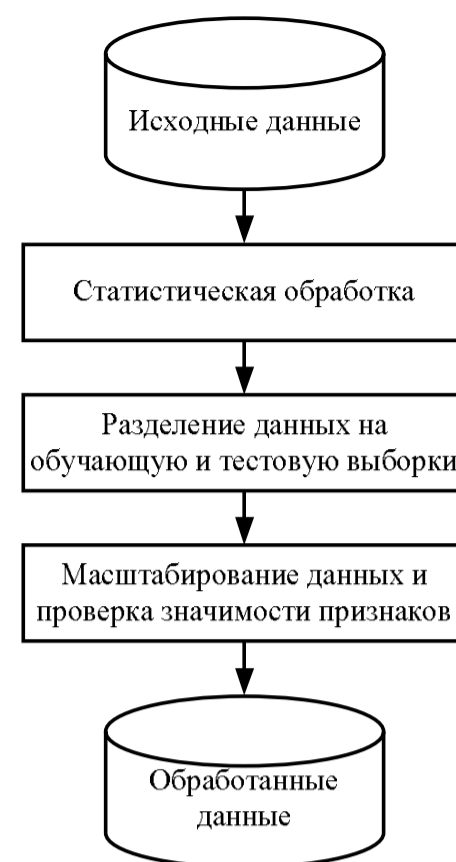 Исходные данные
Статистическая обработка
Разделение данных на
обучающую и тестовую выборки
Масштабирование данных и
проверка значимости признаков
Обработанные
данные